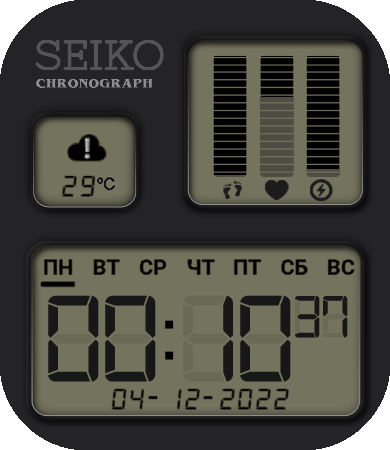 SEIKO
CHRONOGRAPH
29°C
ПН ВТ СР ЧТ ПТ СБ ВС
00:10 37
04-12-2022